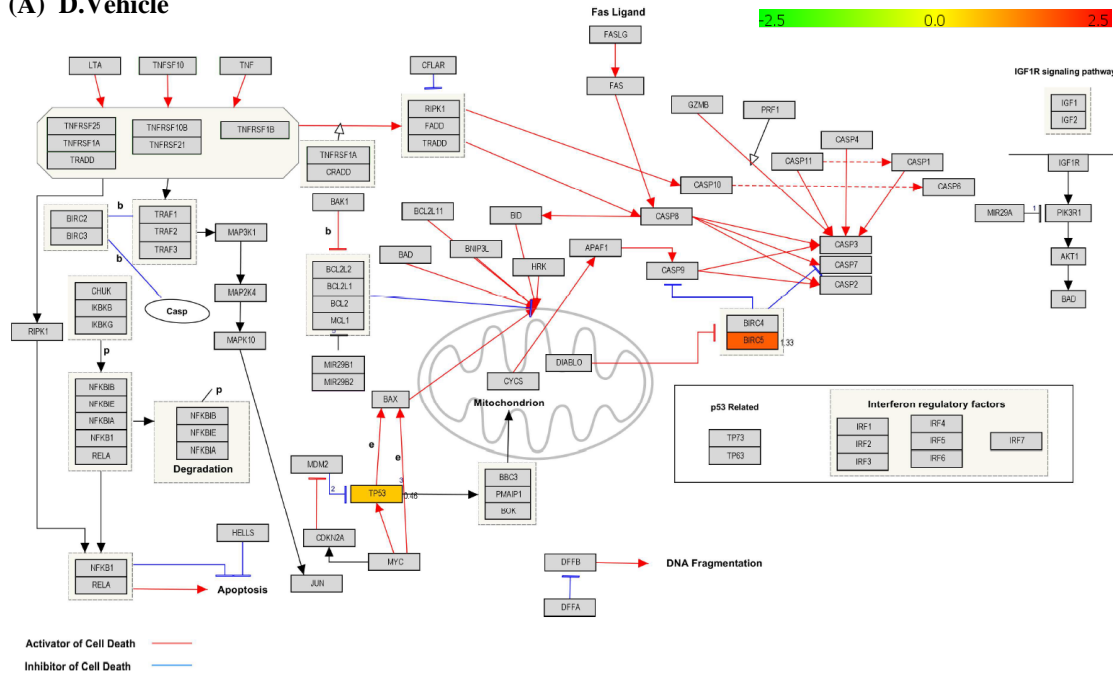 (A) D.Vehicle
Fas Ligand
-2.5 0.0 2.5
FASLG
LTA
TNFSF10
TNF
CFLAR
FAS
IGF1R signaling pathway
GZMB
PRF1
IGF1
IGF2
TNFRSF25
TNFRSF1A
TRADD
TNFRSF10B
TNFRSF21
TNFRSF1B
RIPK1
FADD
TRADD
CASP4
CASP11
CASP1
TNFRSF1A
CRADD
IGF1R
CASP10
CASP6
BAK1
BCL2L11
BID
CASP8
MIR29A
1
PIK3R1
b
BIRC2
BIRC3
TRAF1
TRAF2
TRAF3
MAP3K1
b
BNIP3L
BAD
HRK
APAF1
CASP9
CASP3
CASP7
CASP2
AKT1
BAD
b
BCL2L2
BCL2L1
BCL2
MCL1
CHUK
IKBKB
IKBKG
MAP2K4
Casp
RIPK1
MAPK10
BIRC4
BIRC5
1.33
p
MIR29B1
MIR29B2
DIABLO
CYCS
Mitochondrion
BAX
NFKBIB
NFKBIE
NFKBIA
NFKB1
RELA
p
NFKBIB
NFKBIE
NFKBIA
Degradation
p53 Related
TP73
TP63
Interferon regulatory factors
IRF1
IRF2
IRF3
IRF4
IRF5
IRF6
IRF7
e
e
MDM2
2
TP53
3
0.46
BBC3
PMAIP1
BOK
HELLS
CDKN2A
MYC
NFKB1
RELA
Apoptosis
JUN
DFFB
DNA Fragmentation
DFFA
Activator of Cell Death
Inhibitor of Cell Death